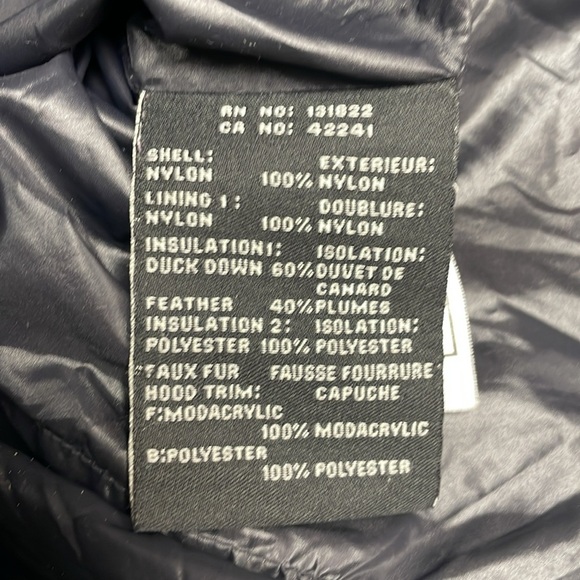 RN NO: 131822
CA NO: 42241
SHELL: EXTERIEUR:
NYLON 100% NYLON
LINING 1: DOUBLURE:
NYLON 100% NYLON
INSULATION1: ISOLATION:
DUCK DOWN 60% DUVET DE
CANARD
FEATHER 40% PLUMES
INSULATION 2: ISOLATION:
POLYESTER 100% POLYESTER
"FAUX FUR FAUSSE FOURRURE"
HOOD TRIM: CAPUCHE
F:MODACRYLIC
100% MODACRYLIC
B:POLYESTER
100% POLYESTER